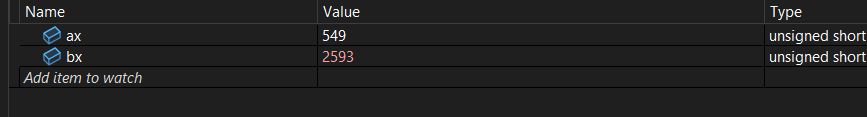 Name Value Type
ax 549 unsigned short
bx 2593 unsigned short
Add item to watch